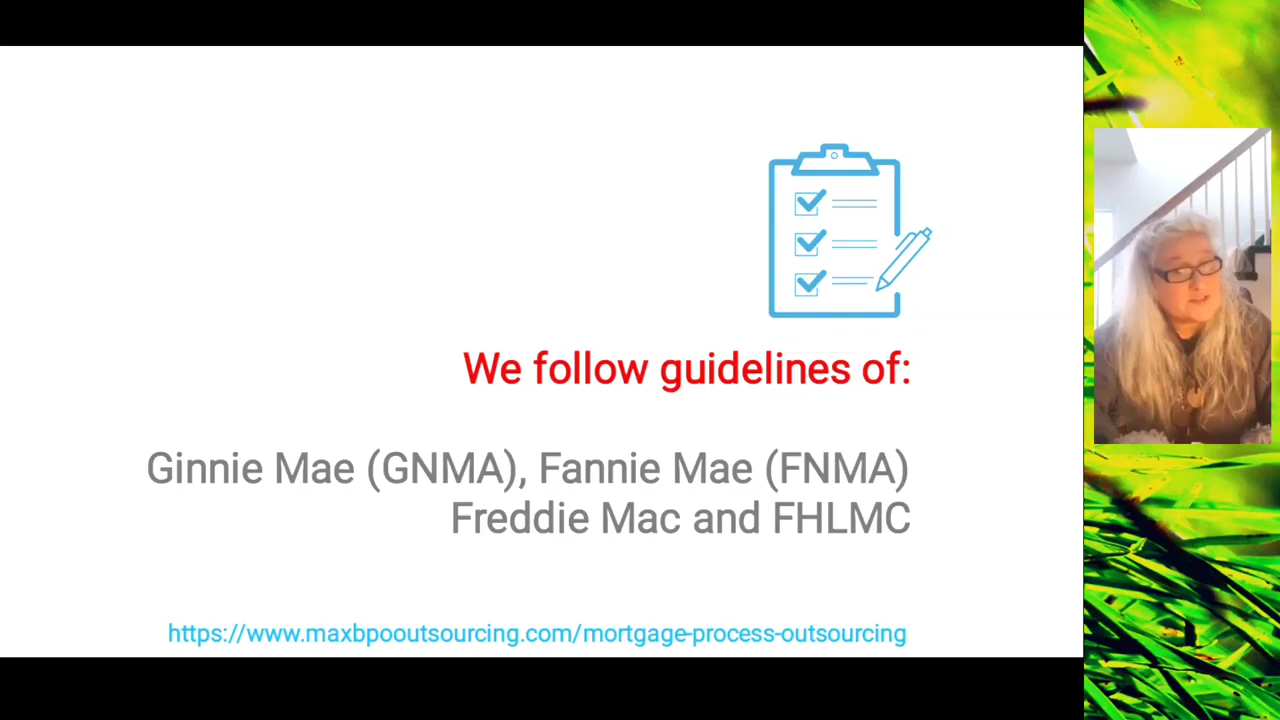 We follow guidelines of:
Ginnie Mae (GNMA), Fannie Mae (FNMA)
Freddie Mac and FHLMC
https://www.maxbpooutsourcing.com/mortgage-process-outsourcing